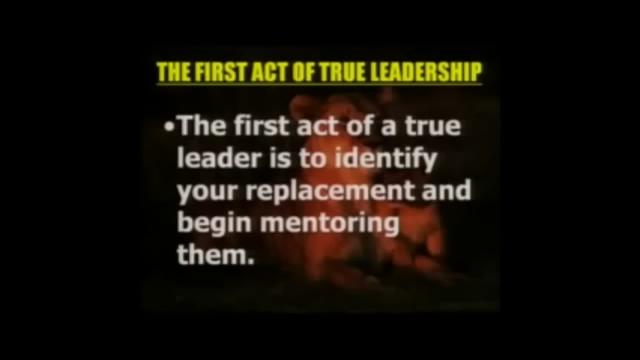 THE FIRST ACT OF TRUE LEADERSHIP
•The first act of a true
leader is to identify
your replacement and
begin mentoring
them.